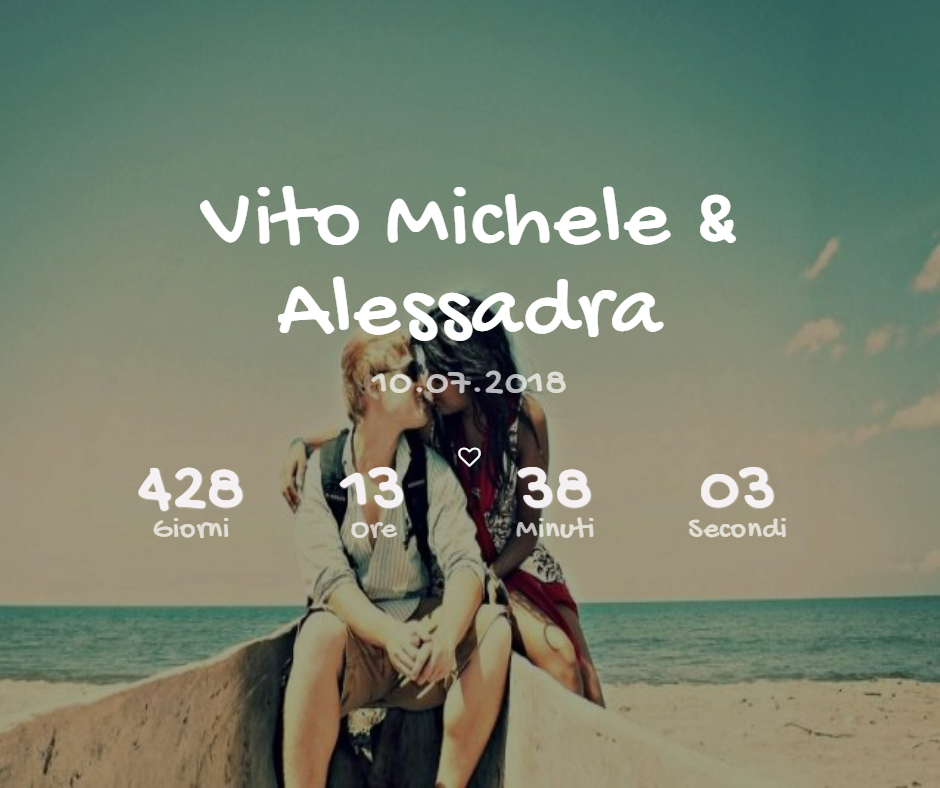 Vito Michele &
Alessadra
10.07.2018
428 13 38 03
Giorni Ore Minuti Secondi